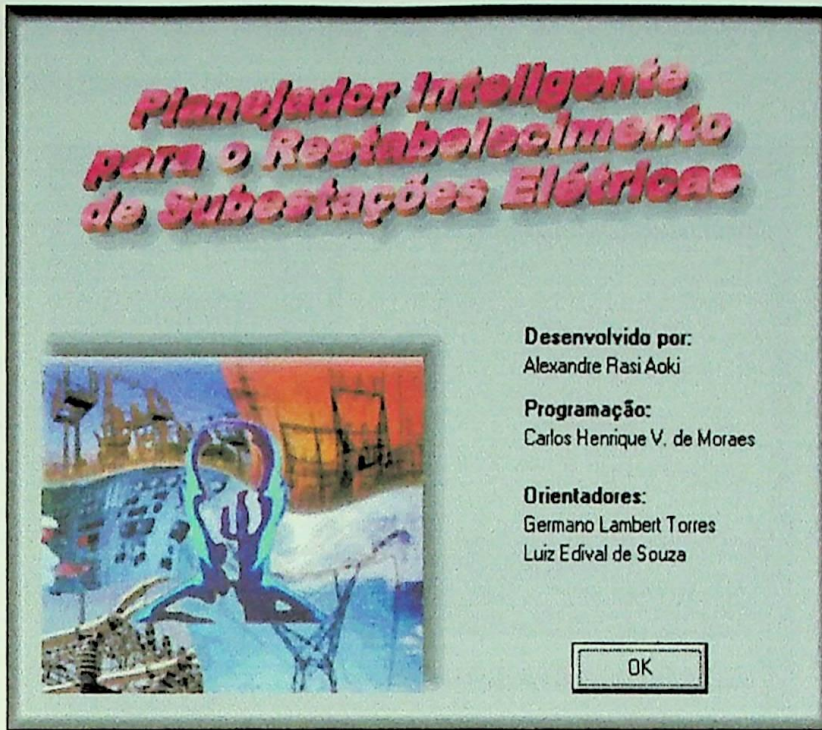 Planejador Inteligente
para o Restabelecimento
de Subestações Elétricas
Desenvolvido por:
Alexandre Rasi Aoki
Programação:
Carlos Henrique V. de Moraes
Orientadores:
Germano Lambert Torres
Luiz Edival de Souza
OK